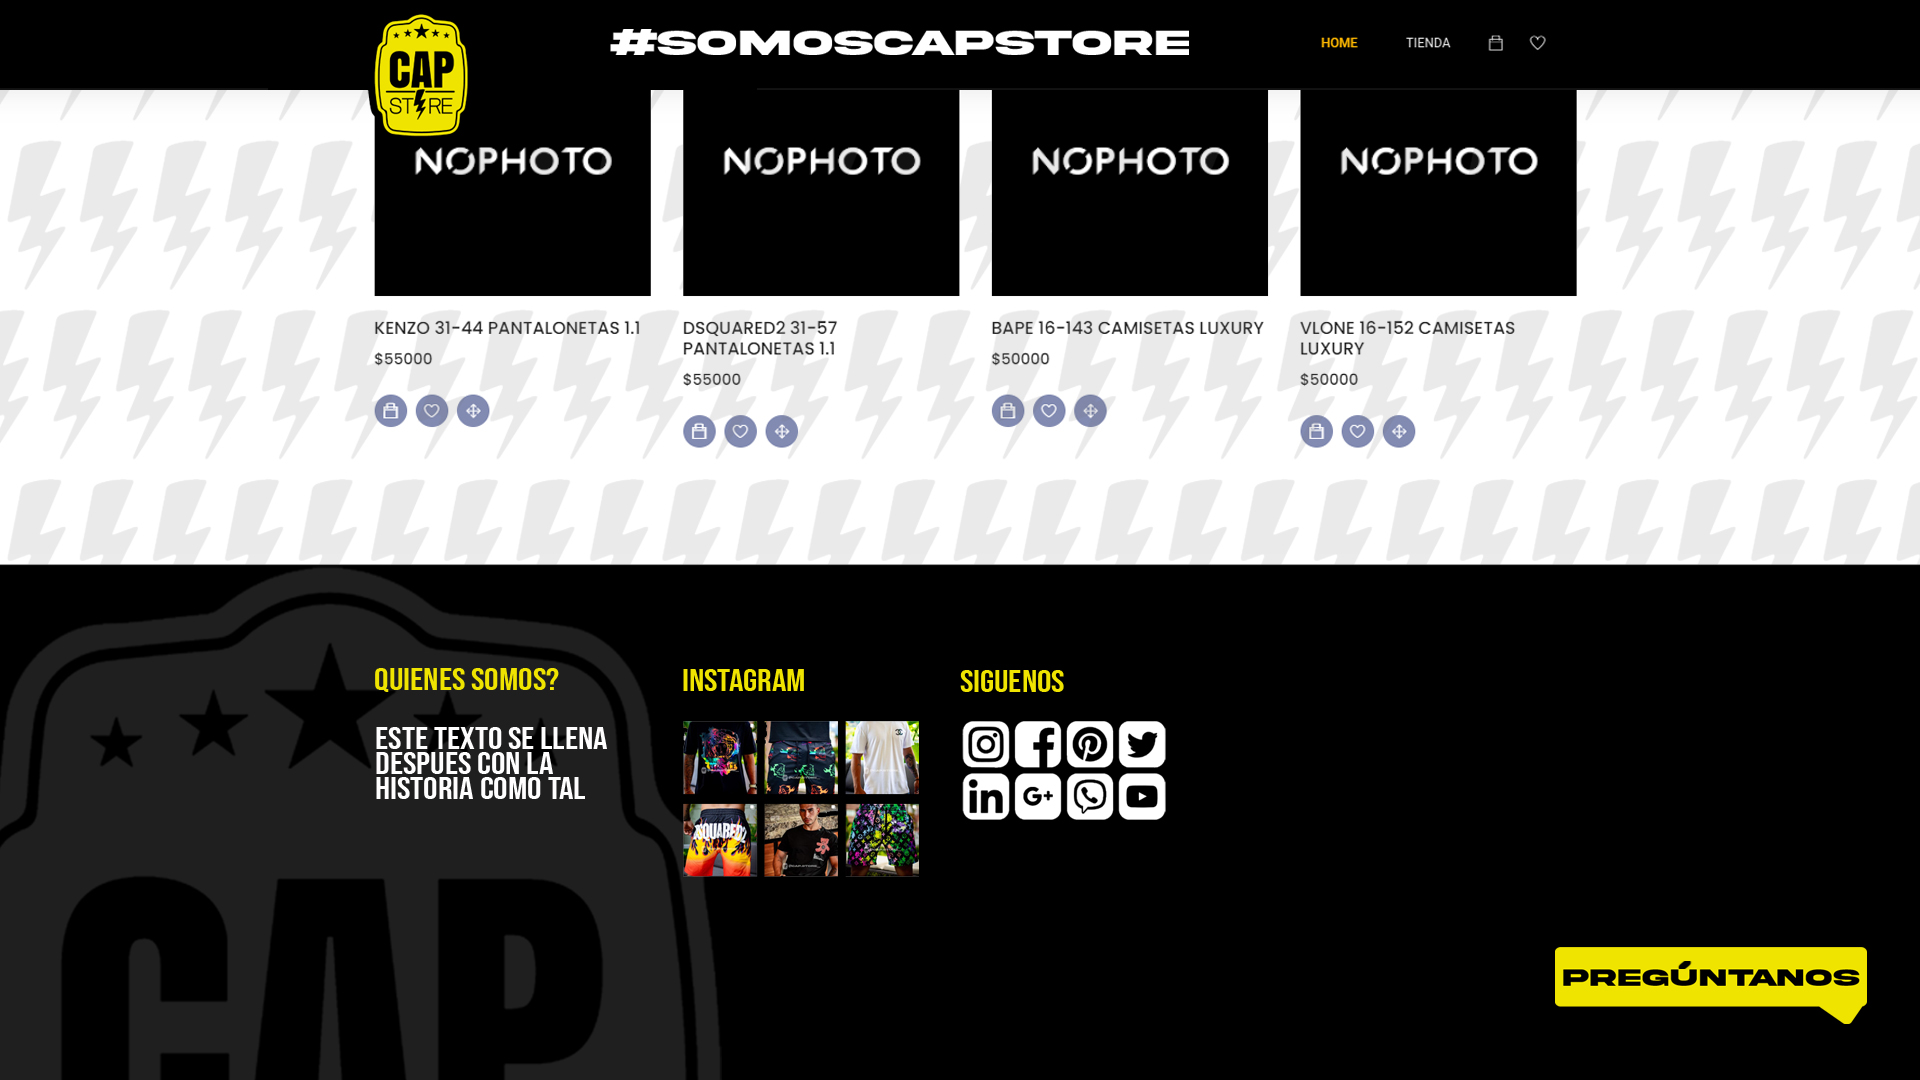 CAP
STORE
#SOMOSCAPSTORE
HOME
TIENDA
NOPHOTO
NOPHOTO
NOPHOTO
NOPHOTO
KENZO 31-44 PANTALONETAS 1.1
$55000
DSQUARED2 31-57
PANTALONETAS 1.1
$55000
BAPE 16-143 CAMISETAS LUXURY
$50000
VLONE 16-152 CAMISETAS
LUXURY
$50000
QUIENES SOMOS?
ESTE TEXTO SE LLENA
DESPUES CON LA
HISTORIA COMO TAL
INSTAGRAM
SIGUENOS
in
G+
CAP
PREGÚNTANOS